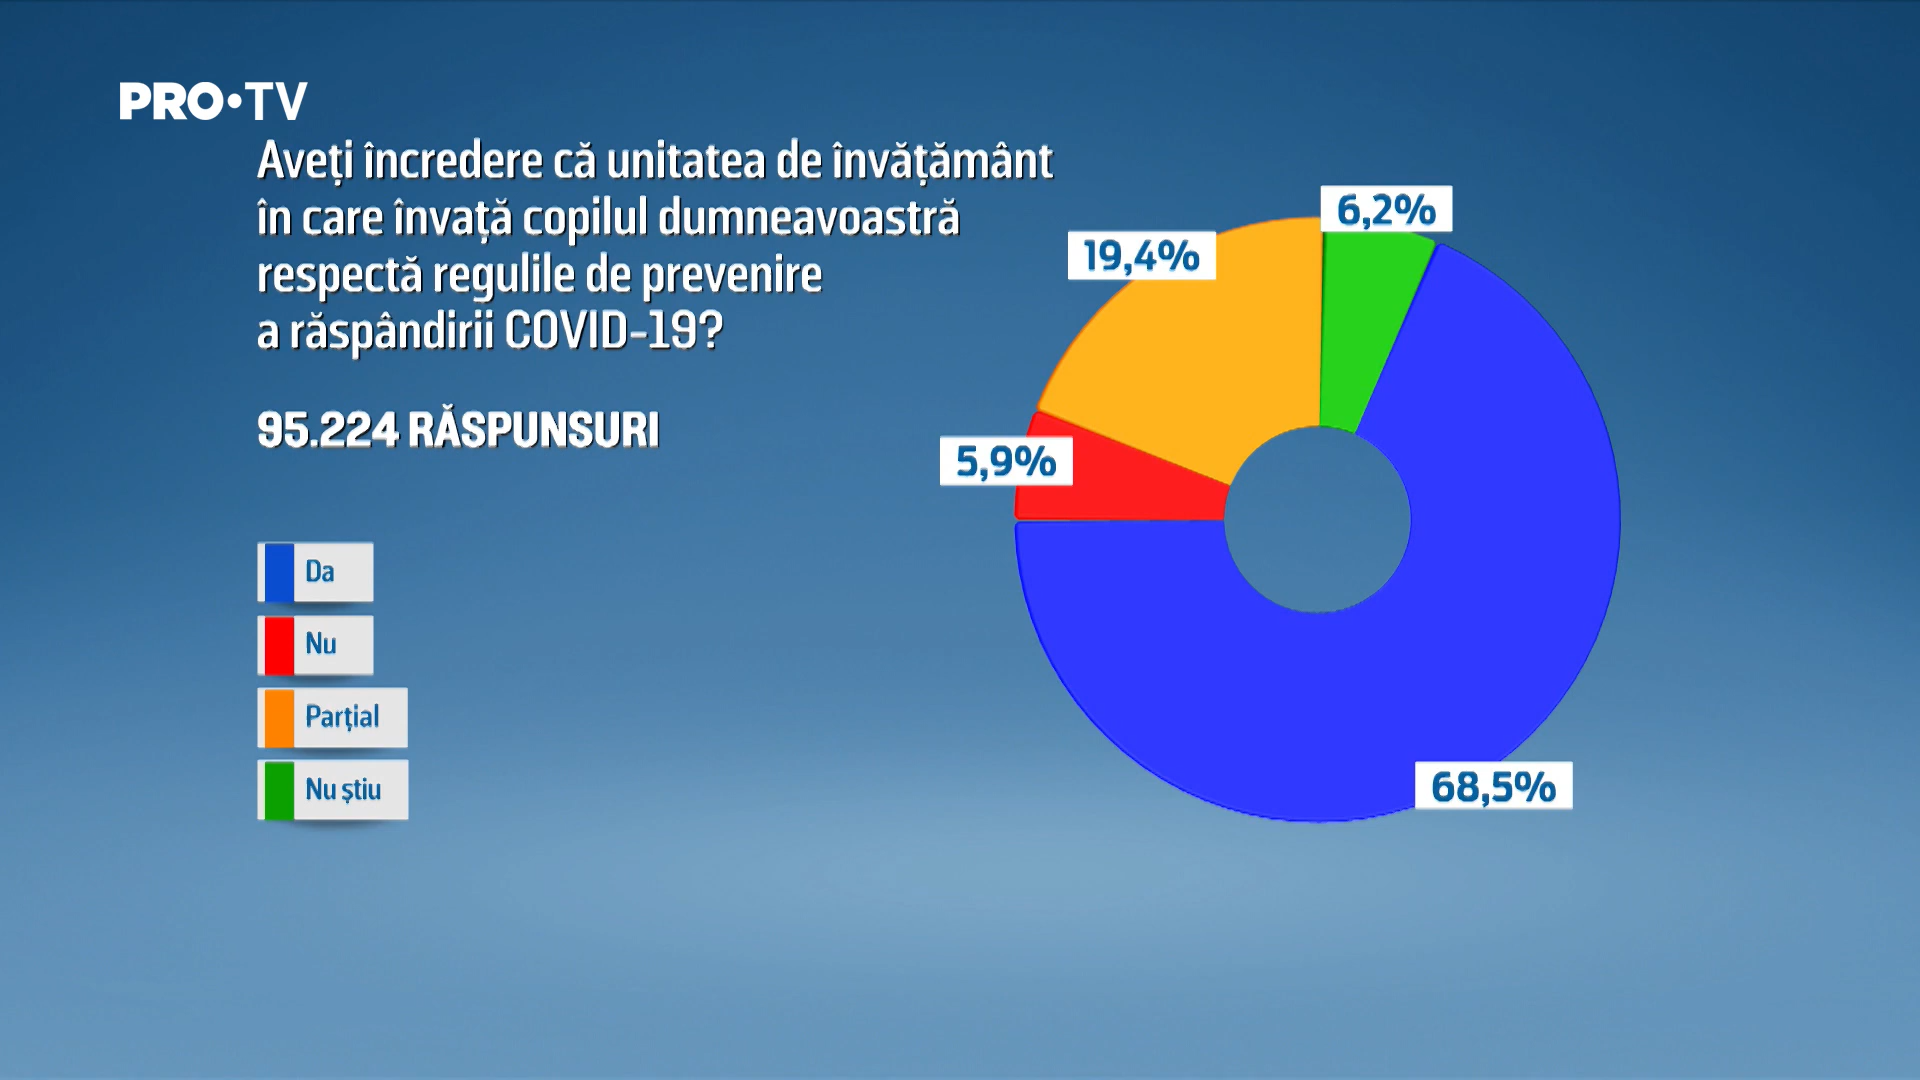 PRO•TV
Aveți încredere că unitatea de învățământ
în care învață copilul dumneavoastră
respectă regulile de prevenire
a răspândirii COVID-19?
95.224 RĂSPUNSURI
Da
Nu
Parțial
Nu știu
6,2%
19,4%
5,9%
68,5%